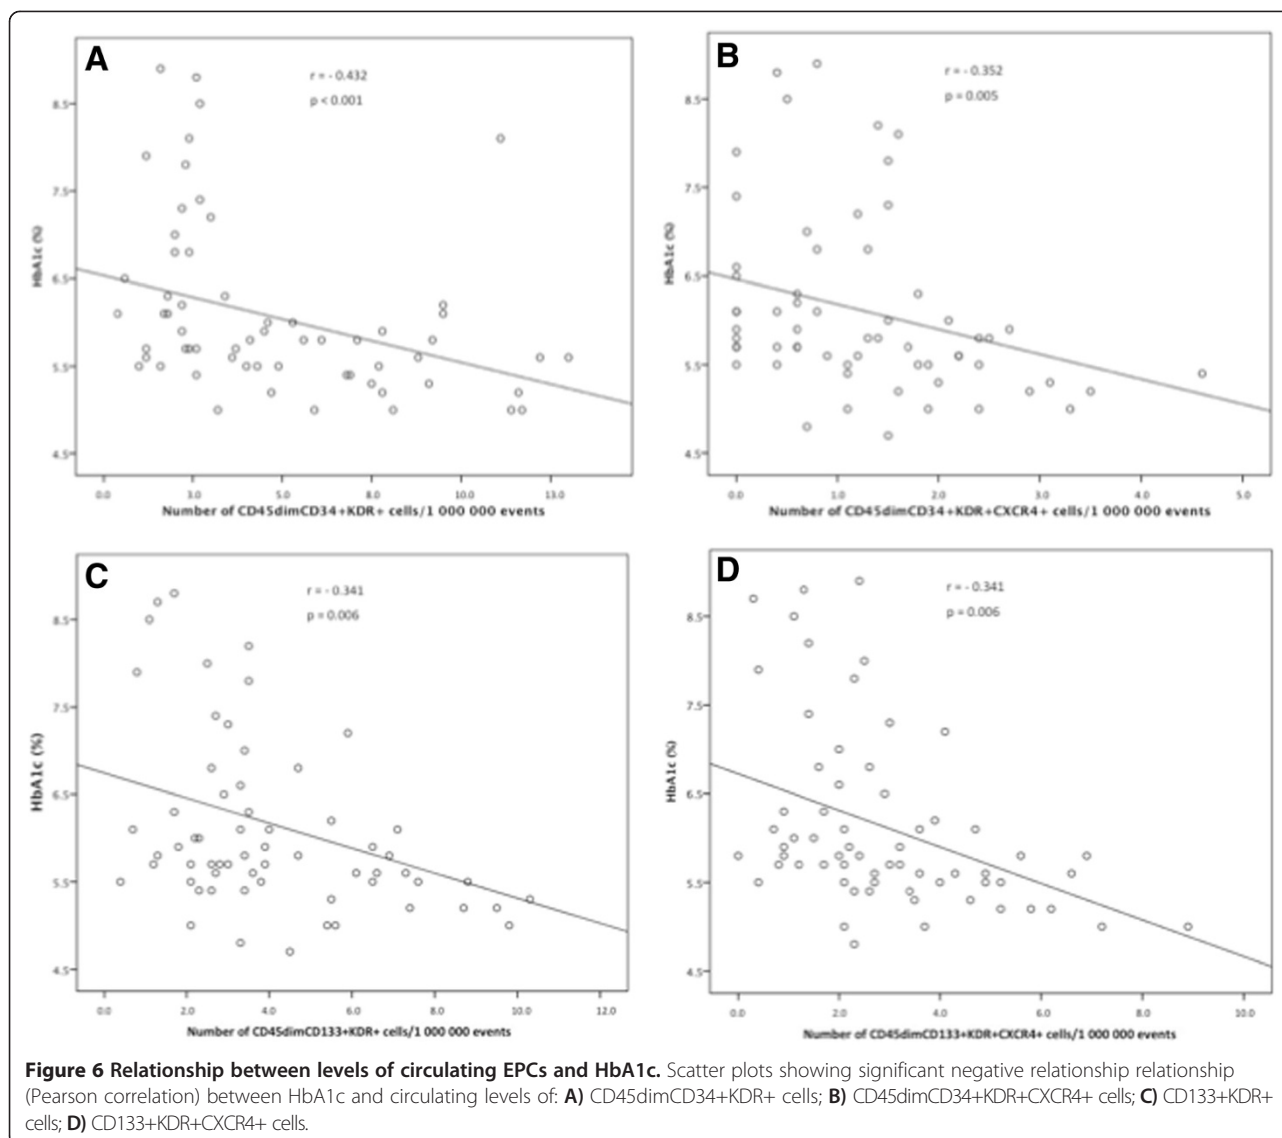 A
r = - 0.432
p < 0.001
8.5
7.5
6.5
5.5
4.5
HbA1c (%)
0.0 3.0 5.0 8.0 10.0 13.0
Number of CD45dimCD34+KDR+ cells/1 000 000 events
B
r = - 0.352
p = 0.005
8.5
7.5
6.5
5.5
4.5
HbA1c (%)
0.0 1.0 2.0 3.0 4.0 5.0
Number of CD45dimCD34+KDR+CXCR4+ cells/1 000 000 events
C
r = - 0.341
p = 0.006
8.5
7.5
6.5
5.5
4.5
HbA1c (%)
0.0 2.0 4.0 6.0 8.0 10.0 12.0
Number of CD45dimCD133+KDR+ cells/1 000 000 events
D
r = - 0.341
p = 0.006
8.5
7.5
6.5
5.5
4.5
HbA1c (%)
0.0 2.0 4.0 6.0 8.0 10.0
Number of CD45dimCD133+KDR+CXCR4+ cells/1 000 000 events
Figure 6 Relationship between levels of circulating EPCs and HbA1c. Scatter plots showing significant negative relationship relationship
(Pearson correlation) between HbA1c and circulating levels of: A) CD45dimCD34+KDR+ cells; B) CD45dimCD34+KDR+CXCR4+ cells; C) CD133+KDR+
cells; D) CD133+KDR+CXCR4+ cells.